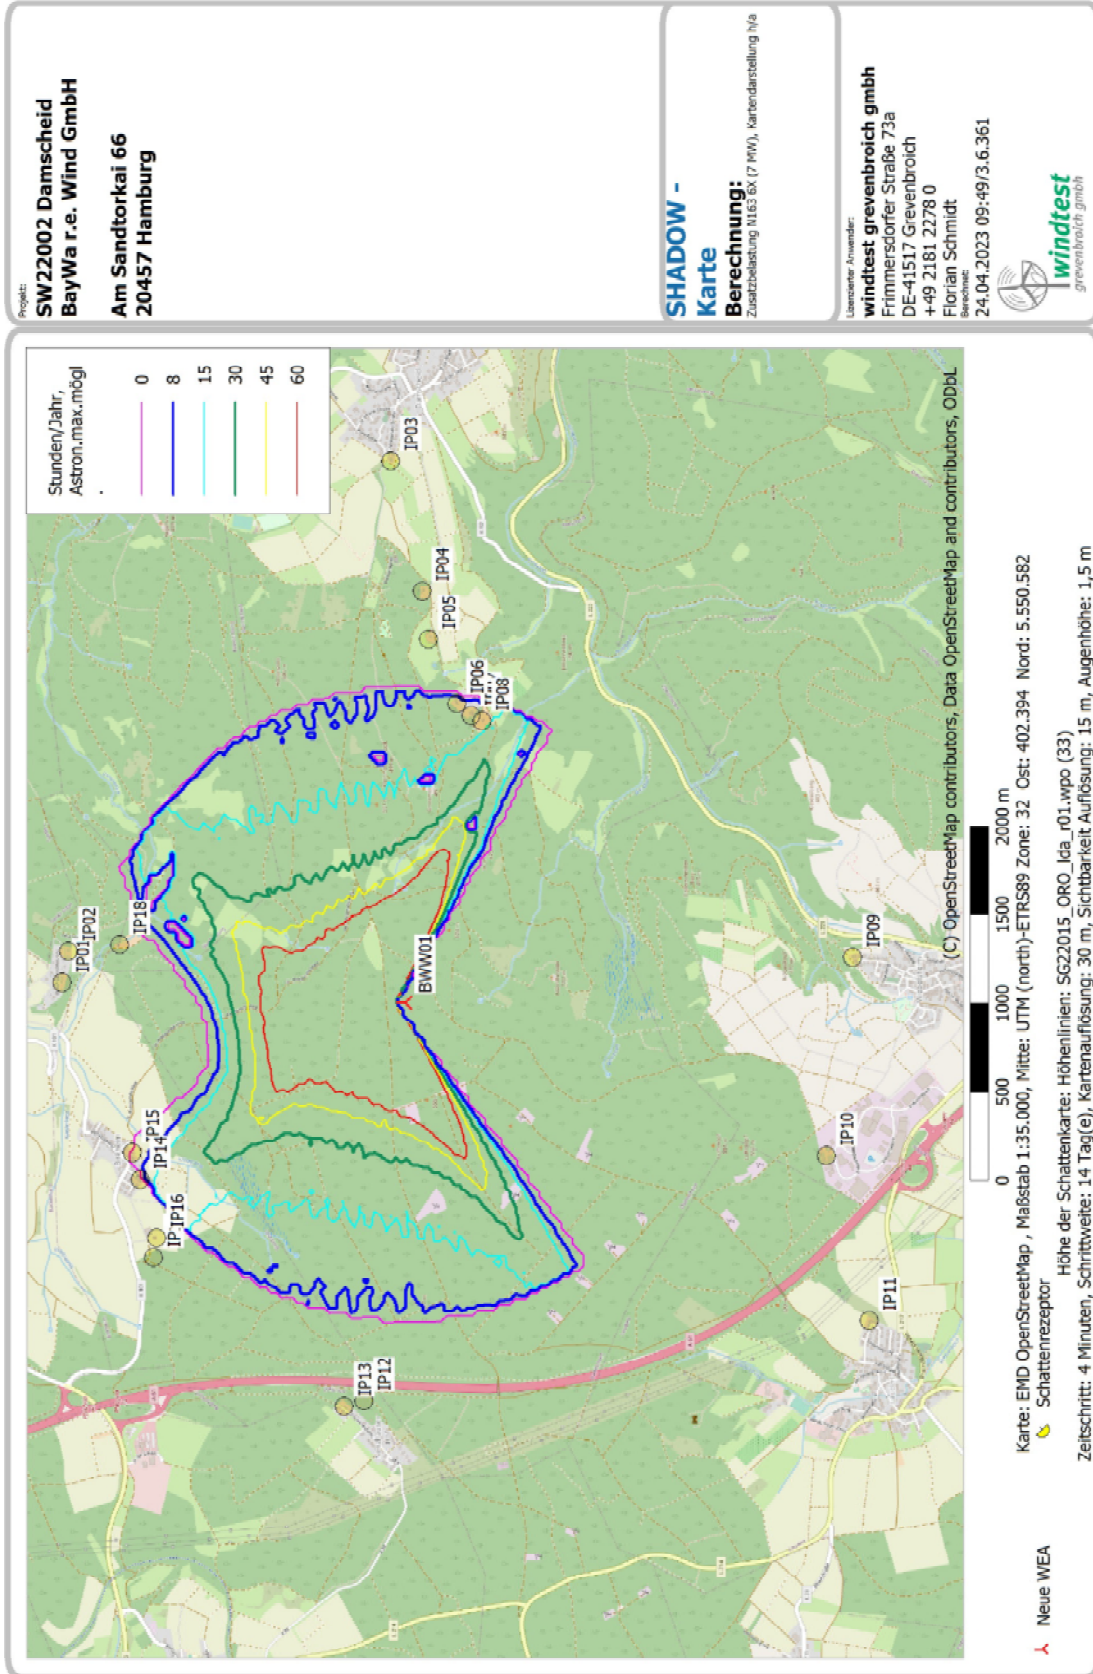 Projekt:
SW22002 Damscheid
BayWa r.e. Wind GmbH
Am Sandtorkai 66
20457 Hamburg
SHADOW -
Karte
Berechnung:
Zusatzbelastung N163 6X (7 MW), Kartendarstellung h/a
Lizenzierter Anwender:
windtest grevenbroich gmbh
Frimmersdorfer Straße 73a
DE-41517 Grevenbroich
+49 2181 2278 0
Florian Schmidt
Berechnet:
24.04.2023 09:49/3.6.361
windtest
grevenbroich gmbh
Stunden/Jahr,
Astron.max.mögl
.
0
8
15
30
45
60
IP01
IP02
IP18
IP15
IP14
IP16
IP03
IP04
IP05
IP06
IP08
BWW01
IP13
IP12
IP09
IP10
IP11
(C) OpenStreetMap contributors, Data OpenStreetMap and contributors, ODbL
0 500 1000 1500 2000 m
Karte: EMD OpenStreetMap , Maßstab 1:35.000, Mitte: UTM (north)-ETRS89 Zone: 32 Ost: 402.394 Nord: 5.550.582
Neue WEA
Schattenrezeptor
Höhe der Schattenkarte: Höhenlinien: SG22015_ORO_lda_r01.wpo (33)
Zeitschritt: 4 Minuten, Schrittweite: 14 Tag(e), Kartenauflösung: 30 m, Sichtbarkeit Auflösung: 15 m, Augenhöhe: 1,5 m